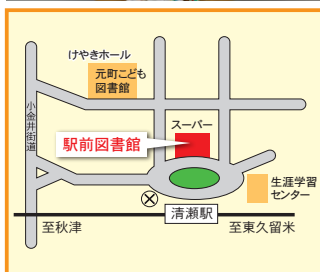 けやきホール
元町こども
図書館
小金井街道
スーパー
駅前図書館
生涯学習
センター
清瀬駅
至秋津
至東久留米